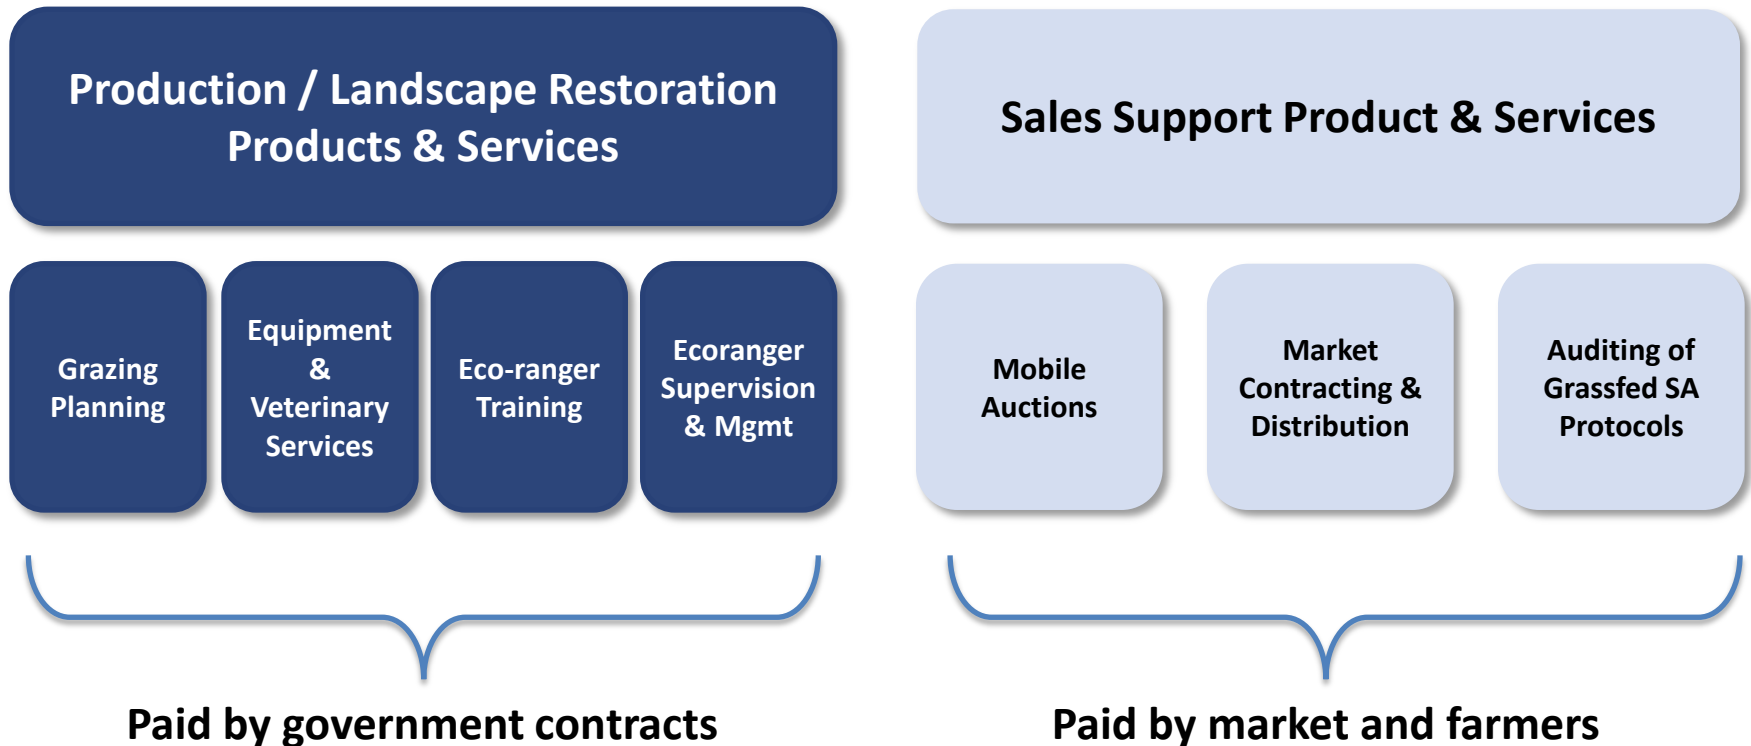 Production / Landscape Restoration
Products & Services
Sales Support Product & Services
Grazing
Planning
Equipment
&
Veterinary
Services
Eco-ranger
Training
Ecoranger
Supervision
& Mgmt
Mobile
Auctions
Market
Contracting &
Distribution
Auditing of
Grassfed SA
Protocols
Paid by government contracts
Paid by market and farmers